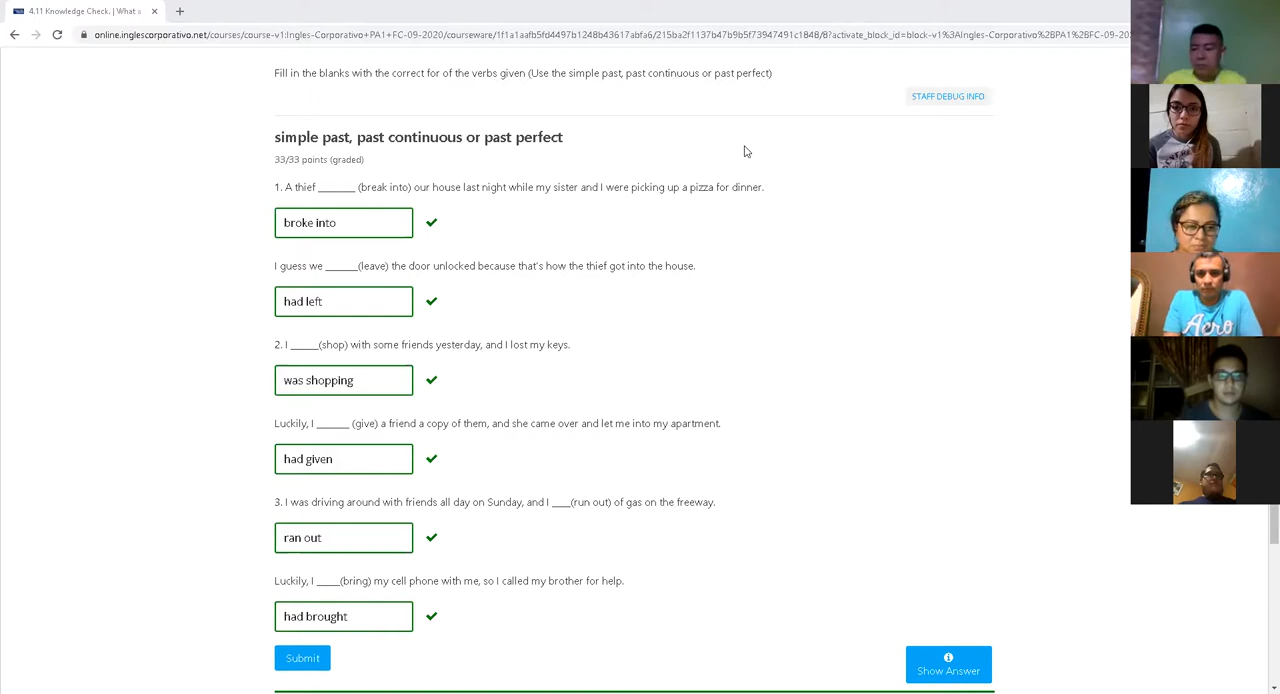 4.11 Knowledge Check. | What s
online.inglescorporativo.net/courses/course-v1:Ingles-Corporativo+PA1+FC-09-2020/courseware/1f1a1aafb5fd4497b1248b43617abfa6/215ba2f1137b47b9b5f73947491c1848/8?activate_block_id=block-v1%3AIngles-Corporativo%2BPA1%2BFC-09-20
Fill in the blanks with the correct for of the verbs given (Use the simple past, past continuous or past perfect)
STAFF DEBUG INFO
simple past, past continuous or past perfect
33/33 points (graded)
1. A thief _______ (break into) our house last night while my sister and I were picking up a pizza for dinner.
broke into
I guess we ______(leave) the door unlocked because that's how the thief got into the house.
had left
2. I _____(shop) with some friends yesterday, and I lost my keys.
was shopping
Luckily, I ______ (give) a friend a copy of them, and she came over and let me into my apartment.
had given
3. I was driving around with friends all day on Sunday, and I ____(run out) of gas on the freeway.
ran out
Luckily, I _____(bring) my cell phone with me, so I called my brother for help.
had brought
Submit
Show Answer
Aero